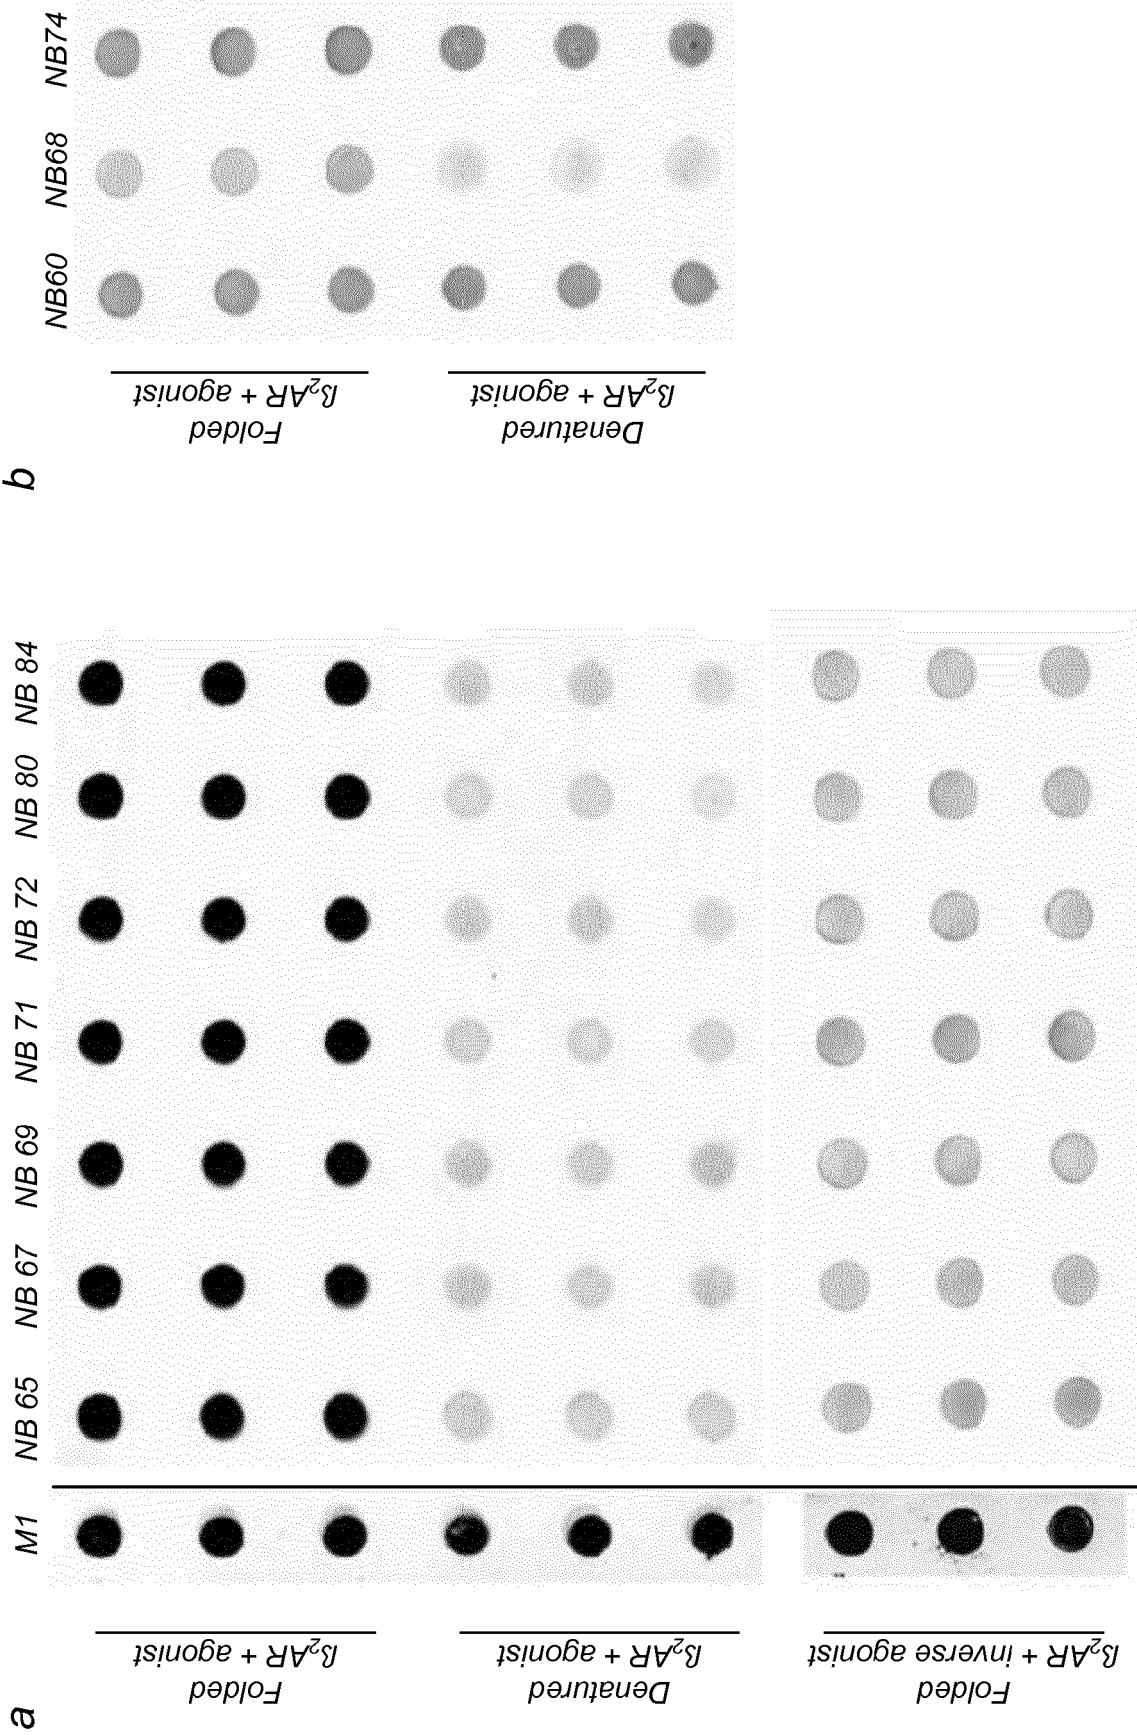 a
M1
NB 65
NB 67
NB 69
NB 71
NB 72
NB 80
NB 84
Folded
ß₂AR + agonist
Denatured
ß₂AR + agonist
Folded
ß₂AR + inverse agonist
b
NB60
NB68
NB74
Folded
ß₂AR + agonist
Denatured
ß₂AR + agonist